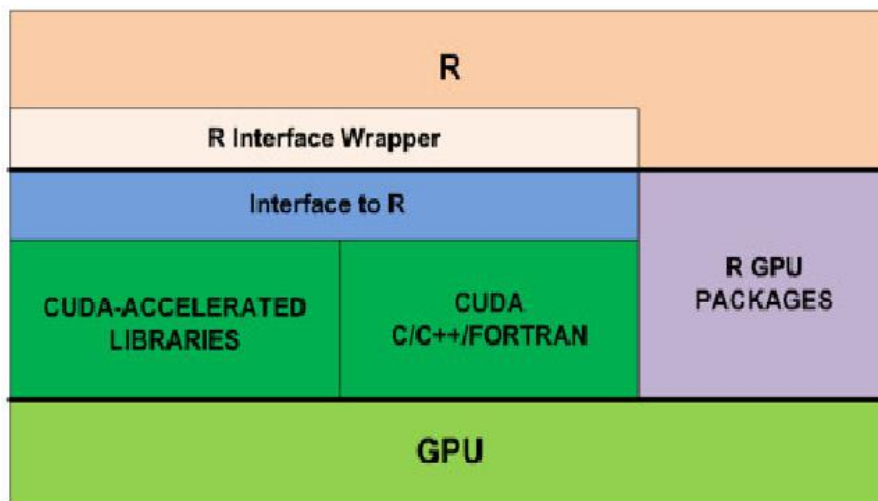 R
R Interface Wrapper
Interface to R
CUDA-ACCELERATED
LIBRARIES
CUDA
C/C++/FORTRAN
R GPU
PACKAGES
GPU